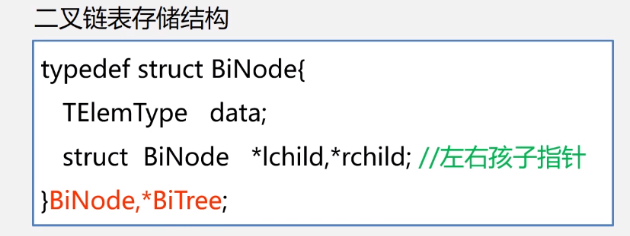 二叉链表存储结构
typedef struct BiNode{
TElemType data;
struct BiNode *lchild,*rchild; //左右孩子指针
}BiNode,*BiTree;